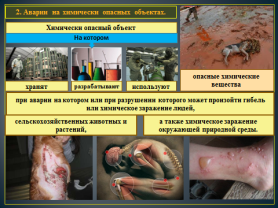 2. Аварии на химически опасных объектах.
Химически опасный объект
На котором
хранят
разрабатывают
используют
опасные химические
вещества
при аварии на котором или при разрушении которого может произойти гибель
или химическое заражение людей,
сельскохозяйственных животных и
растений,
а также химическое заражение
окружающей природной среды.